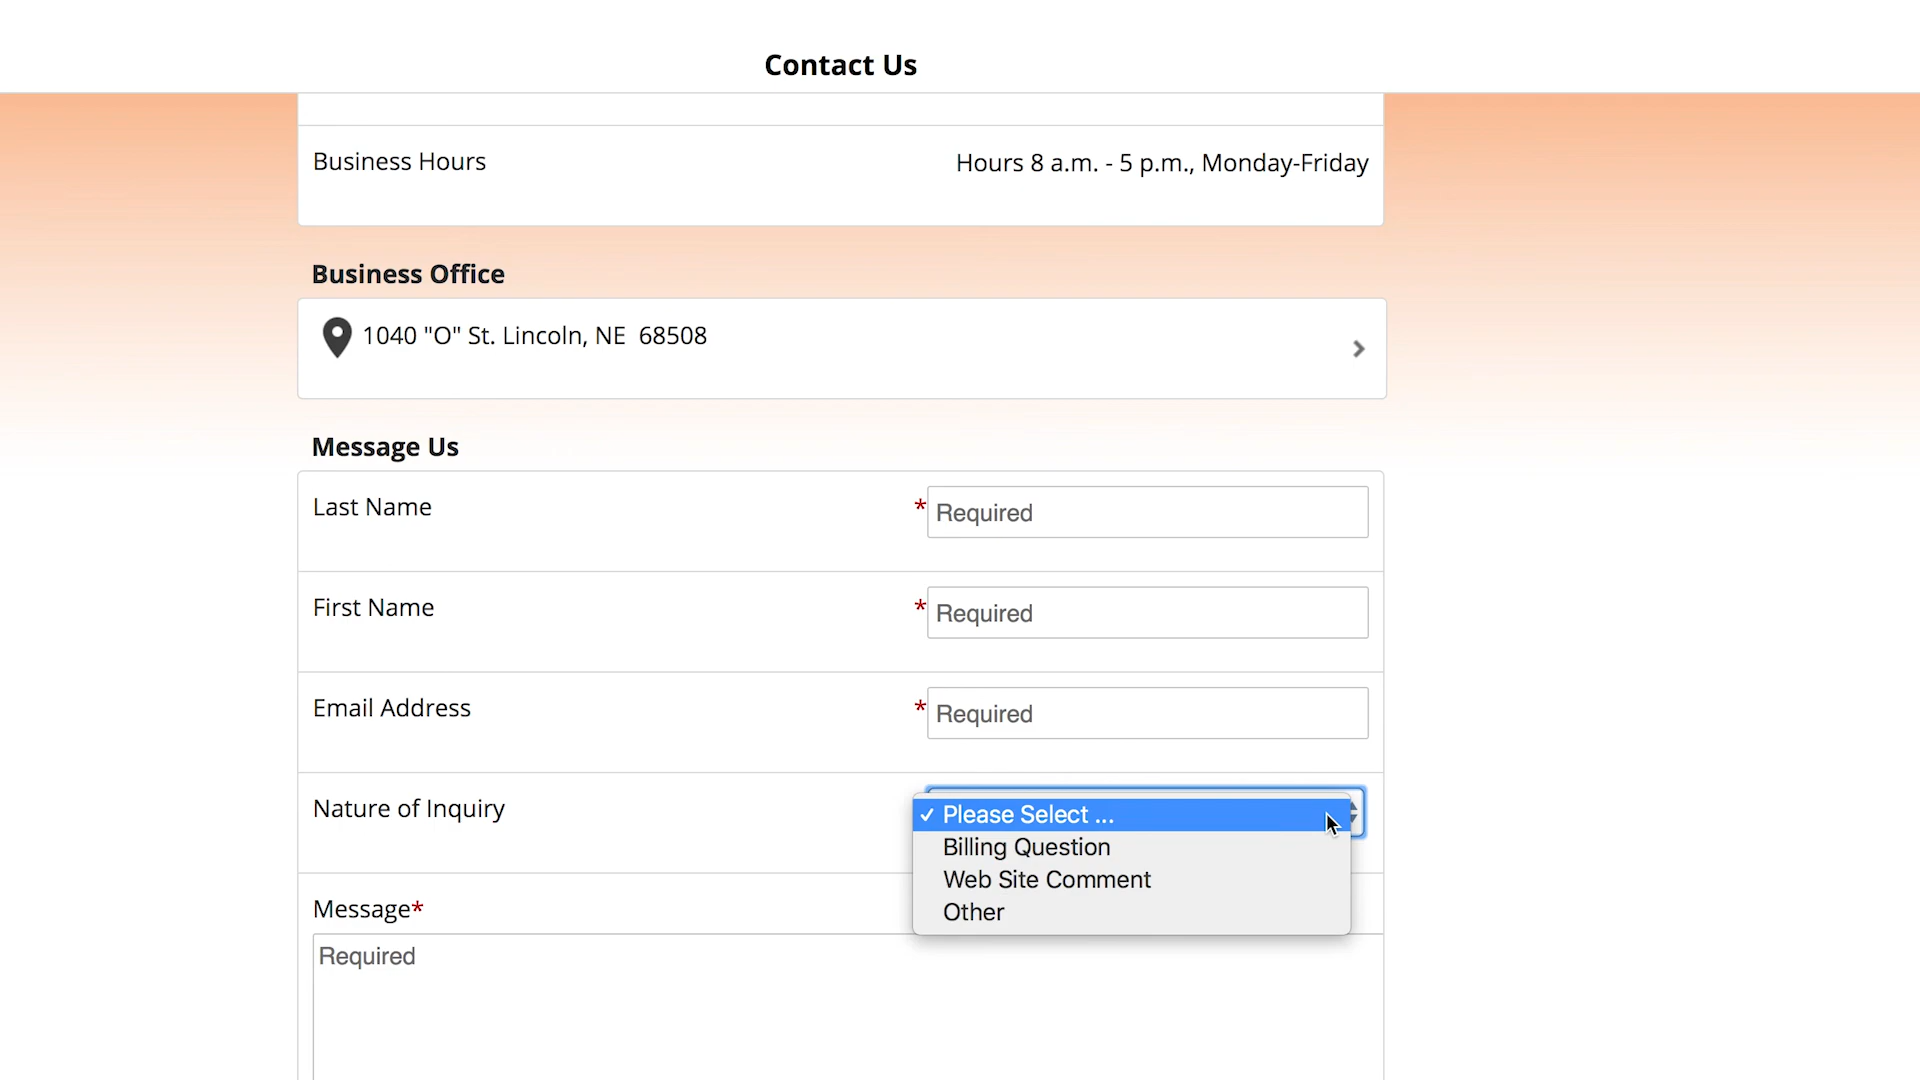 Contact Us
Business Hours
Hours 8 a.m. - 5 p.m., Monday-Friday
Business Office
1040 "O" St. Lincoln, NE  68508
Message Us
Last Name
* Required
First Name
* Required
Email Address
* Required
Nature of Inquiry
✓ Please Select ...
Billing Question
Web Site Comment
Other
Message*
Required